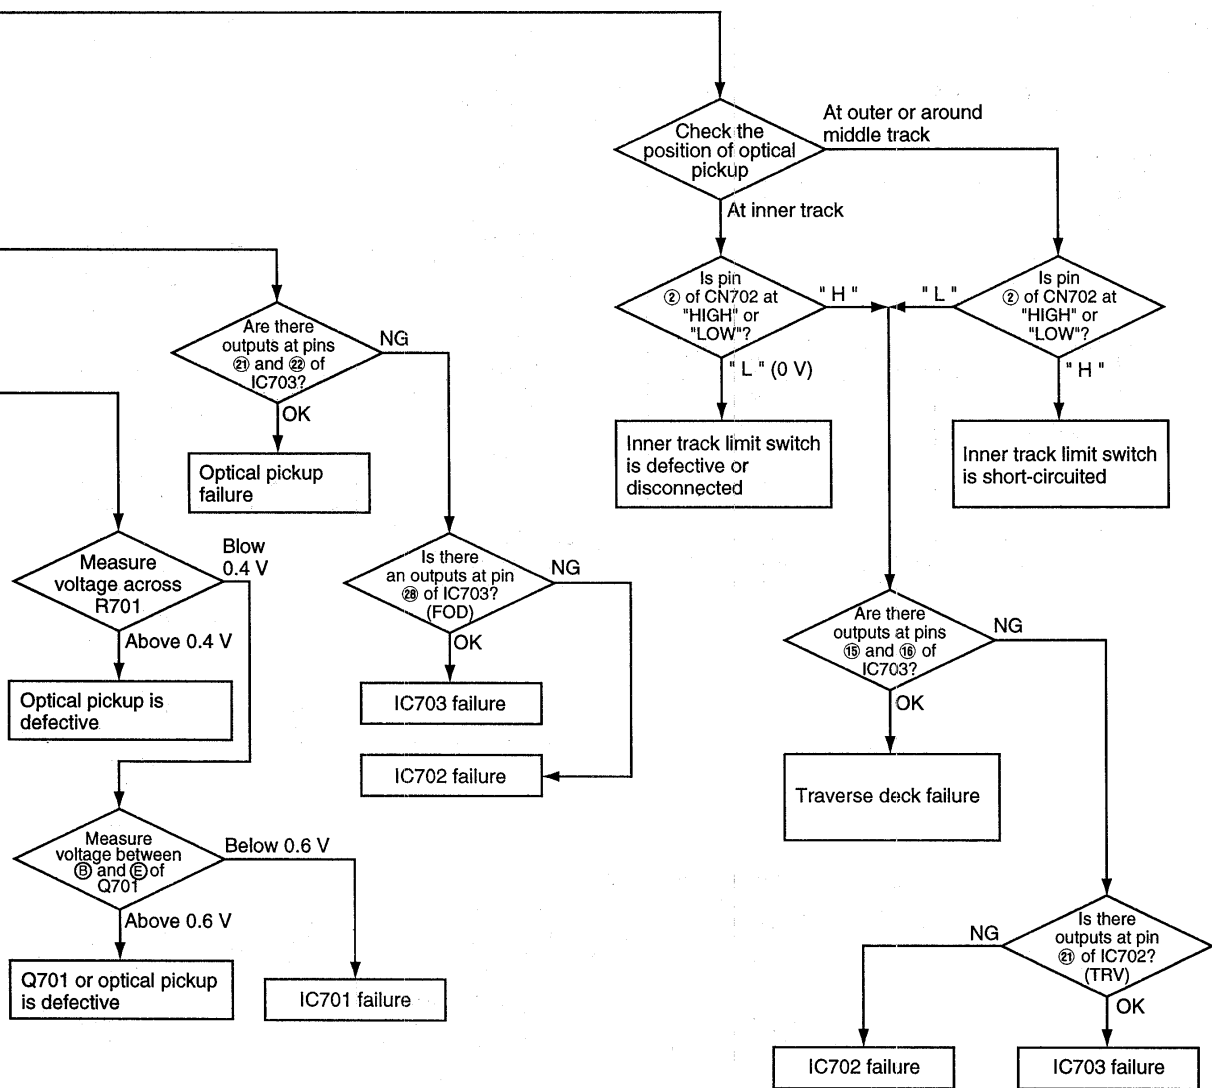 At outer or around
middle track
Check the
position of optical
pickup
At inner track
Is pin
② of CN702 at
"HIGH" or
"LOW"?
" H "
" L "
Is pin
② of CN702 at
"HIGH" or
"LOW"?
" L " (0 V)
" H "
Inner track limit switch
is defective or
disconnected
Inner track limit switch
is short-circuited
Are there
outputs at pins
㉑ and ㉒ of
IC703?
NG
OK
Optical pickup
failure
Measure
voltage across
R701
Blow
0.4 V
Above 0.4 V
Optical pickup is
defective
Is there
an outputs at pin
㉘ of IC703?
(FOD)
NG
OK
IC703 failure
IC702 failure
Are there
outputs at pins
⑮ and ⑯ of
IC703?
NG
OK
Traverse deck failure
Measure
voltage between
Ⓑ and Ⓔ of
Q701
Below 0.6 V
Above 0.6 V
Q701 or optical pickup
is defective
IC701 failure
Is there
outputs at pin
㉑ of IC702?
(TRV)
NG
OK
IC702 failure
IC703 failure